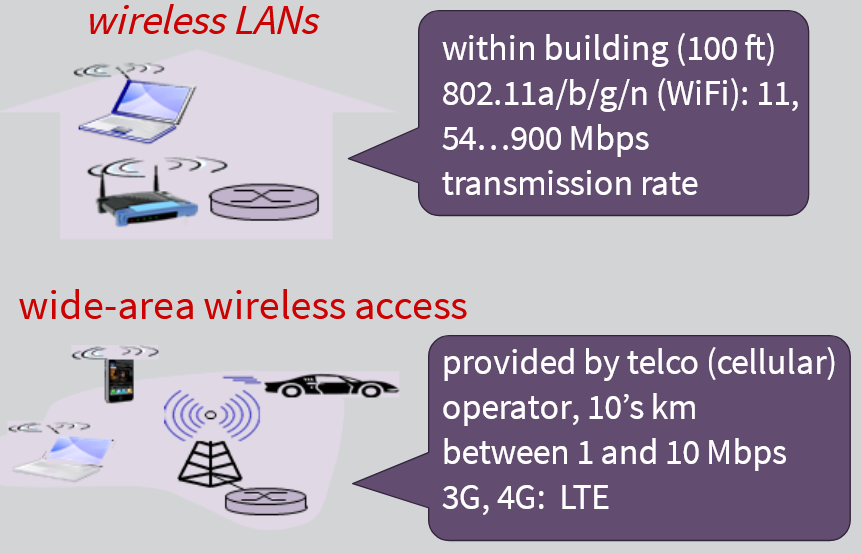 wireless LANs
within building (100 ft)
802.11a/b/g/n (WiFi): 11,
54…900 Mbps
transmission rate
wide-area wireless access
provided by telco (cellular)
operator, 10’s km
between 1 and 10 Mbps
3G, 4G: LTE